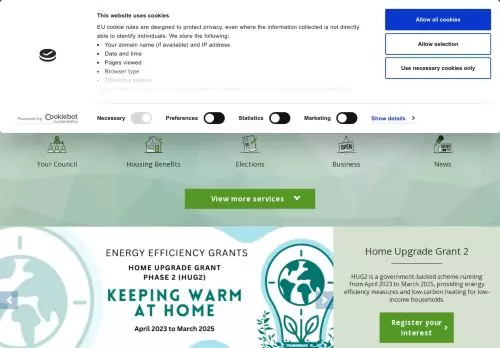 This website uses cookies
EU cookie rules are designed to protect privacy, even where the information collected is not directly
able to identify individuals. We store the following:
• Your domain name (if available) and IP address
• Date and time
• Pages viewed
• Browser type
• Operating system
Allow all cookies
Allow selection
Use necessary cookies only
Powered by Cookiebot
by Usercentrics
Necessary
Preferences
Statistics
Marketing
Show details
Your Council
Housing Benefits
Elections
OPEN
Business
News
View more services
ENERGY EFFICIENCY GRANTS
HOME UPGRADE GRANT
PHASE 2 (HUG2)
KEEPING WARM
AT HOME
April 2023 to March 2025
Home Upgrade Grant 2
HUG2 is a government-backed scheme running
from April 2023 to March 2025, providing energy
efficiency measures and low-carbon heating for low-
income households.
Register your
interest